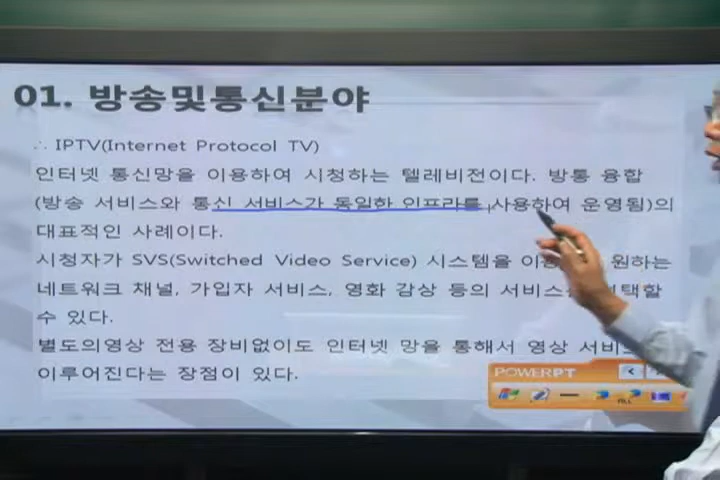 01. 방송및통신분야
∴ IPTV(Internet Protocol TV)
인터넷 통신망을 이용하여 시청하는 텔레비전이다. 방통 융합
(방송 서비스와 통신 서비스가 동일한 인프라를 사용하여 운영됨)의
대표적인 사례이다.
시청자가 SVS(Switched Video Service) 시스템을 원하는
네트워크 채널, 가입자 서비스, 영화 감상 등의 서비스를 선택할
수 있다.
별도의영상 전용 장비없이도 인터넷 망을 통해서 영상
이루어진다는 장점이 있다.
POWERPT